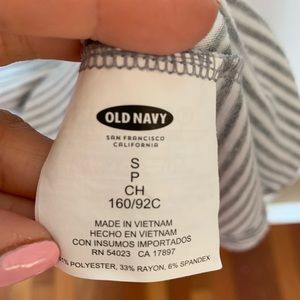 OLD NAVY
SAN FRANCISCO
CALIFORNIA
S
P
CH
160/92C
MADE IN VIETNAM
HECHO EN VIETNAM
CON INSUMOS IMPORTADOS
RN 54023 CA 17897
POLYESTER, 33% RAYON, 6% SPANDEX